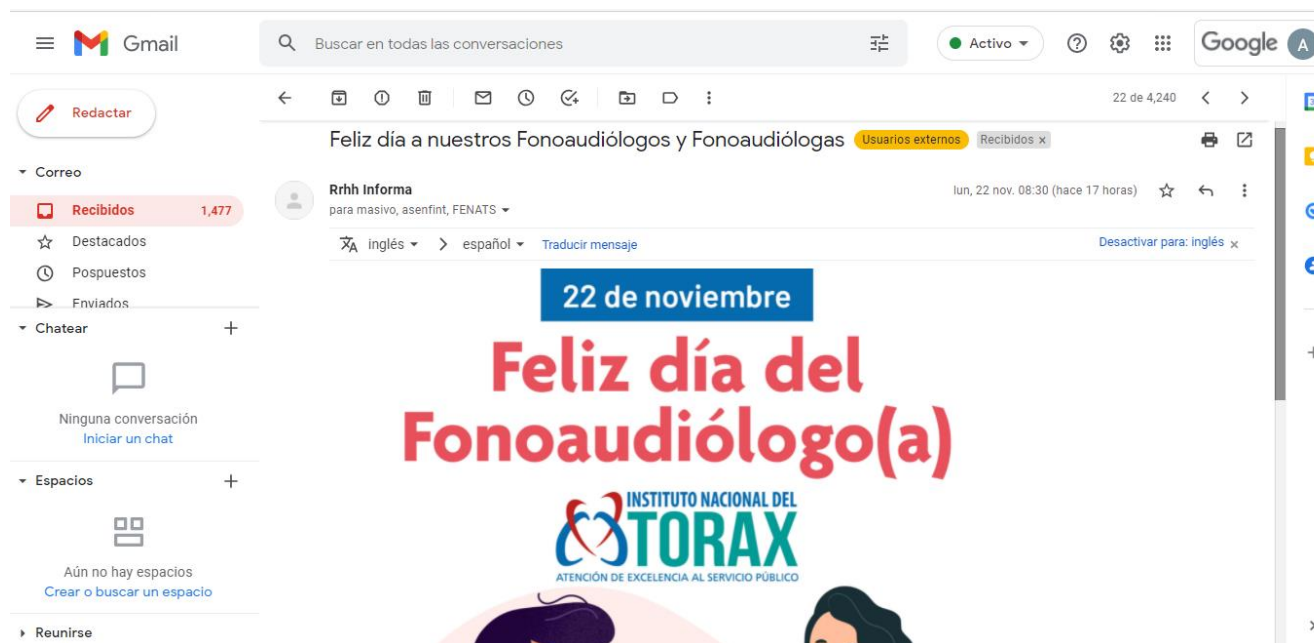 Gmail
Buscar en todas las conversaciones
Activo
Google A
Redactar
22 de 4,240
Feliz día a nuestros Fonoaudiólogos y Fonoaudiólogas Usuarios externos Recibidos x
Correo
Rrhh Informa
lun, 22 nov. 08:30 (hace 17 horas)
para masivo, asenfint, FENATS
Recibidos 1,477
inglés > español Traducir mensaje Desactivar para: inglés x
Destacados
Pospuestos
Enviados
Chatear
Ninguna conversación
Iniciar un chat
Espacios
Aún no hay espacios
Crear o buscar un espacio
Reunirse
22 de noviembre
Feliz día del
Fonoaudiólogo(a)
INSTITUTO NACIONAL DEL
TORAX
ATENCIÓN DE EXCELENCIA AL SERVICIO PÚBLICO